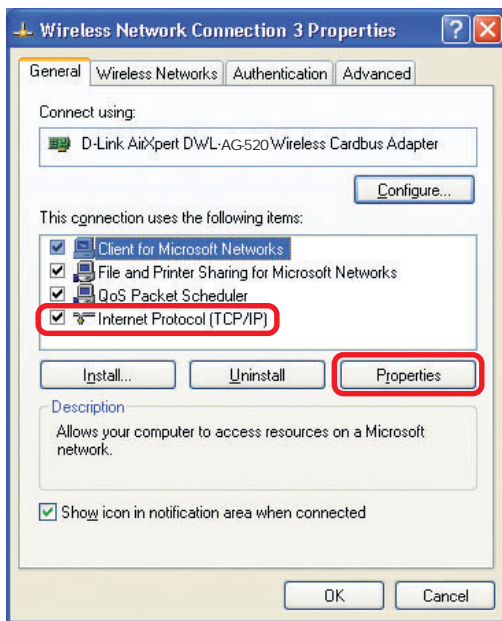 Wireless Network Connection 3 Properties
General Wireless Networks Authentication Advanced
Connect using:
D-Link AirXpert DWL-AG-520 Wireless Cardbus Adapter
Configure...
This connection uses the following items:
Client for Microsoft Networks
File and Printer Sharing for Microsoft Networks
QoS Packet Scheduler
Internet Protocol (TCP/IP)
Install... Uninstall Properties
Description
Allows your computer to access resources on a Microsoft
network.
Show icon in notification area when connected
OK Cancel